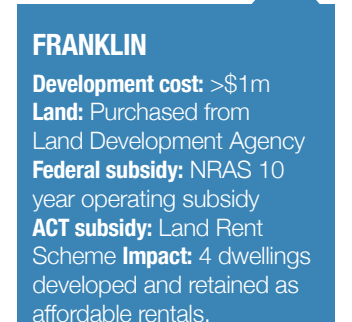 FRANKLIN
Development cost: >$1m
Land: Purchased from
Land Development Agency
Federal subsidy: NRAS 10
year operating subsidy
ACT subsidy: Land Rent
Scheme Impact: 4 dwellings
developed and retained as
affordable rentals.